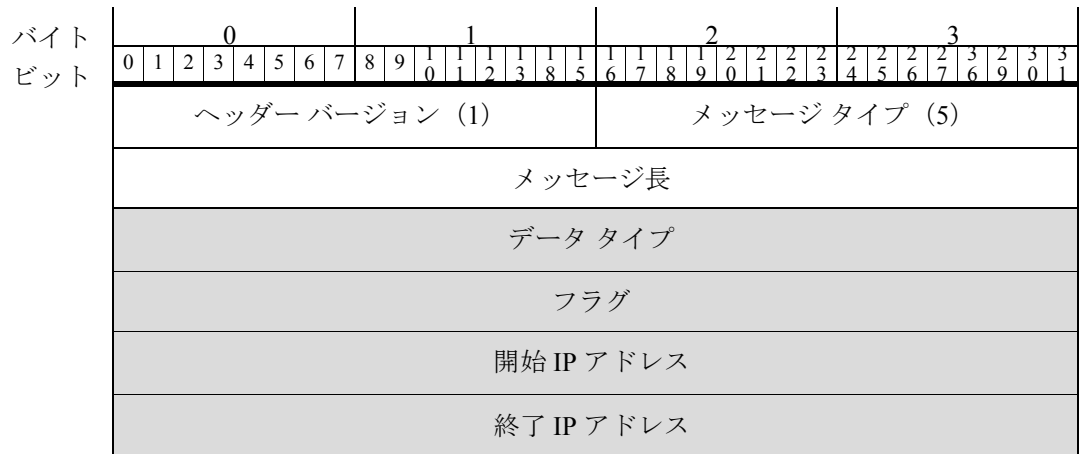 バイト 0 1 2 3
ビット 0 1 2 3 4 5 6 7 8 9 10 11 12 13 18 15 16 17 18 19 20 21 22 23 24 25 26 27 36 29 30 31
ヘッダー バージョン (1) メッセージ タイプ (5)
メッセージ長
データ タイプ
フラグ
開始 IP アドレス
終了 IP アドレス